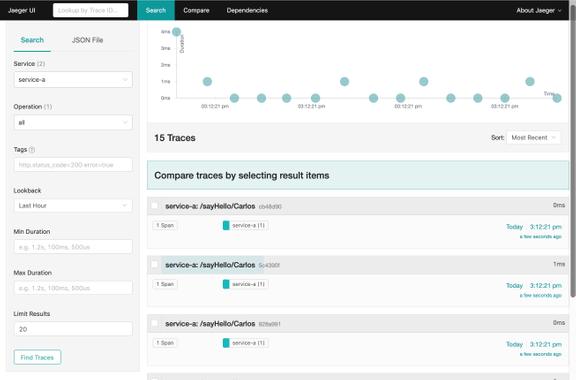 Jaeger UI
Lookup by Trace ID...
Search
Compare
Dependencies
About Jaeger
Search
JSON File
Service (2)
service-a
Operation (1)
all
Tags
http.status_code=200 error=true
Lookback
Last Hour
Min Duration
e.g. 1.2s, 100ms, 500us
Max Duration
e.g. 1.2s, 100ms, 500us
Limit Results
20
Find Traces
Duration
4ms
3ms
2ms
1ms
0ms
Time
03:12:21 pm
03:12:21 pm
03:12:21 pm
03:12:21 pm
15 Traces
Sort: Most Recent
Compare traces by selecting result items
service-a: /sayHello/Carlos
0ms
1 Span
service-a (1)
Today 3:12:21 pm
a few seconds ago
service-a: /sayHello/Carlos
1ms
1 Span
service-a (1)
Today 3:12:21 pm
a few seconds ago
service-a: /sayHello/Carlos
0ms
1 Span
service-a (1)
Today 3:12:21 pm
a few seconds ago